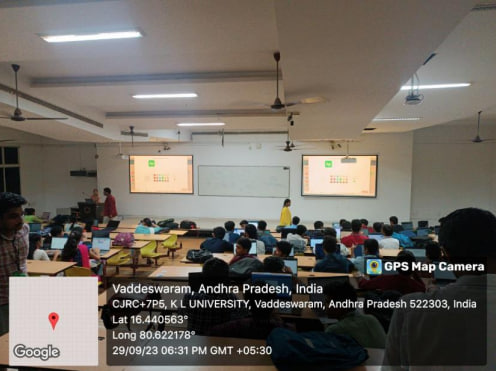 GPS Map Camera
Vaddeswaram, Andhra Pradesh, India
CJRC+7P5, K L UNIVERSITY, Vaddeswaram, Andhra Pradesh 522303, India
Lat 16.440563°
Long 80.622178°
29/09/23 06:31 PM GMT +05:30
Google